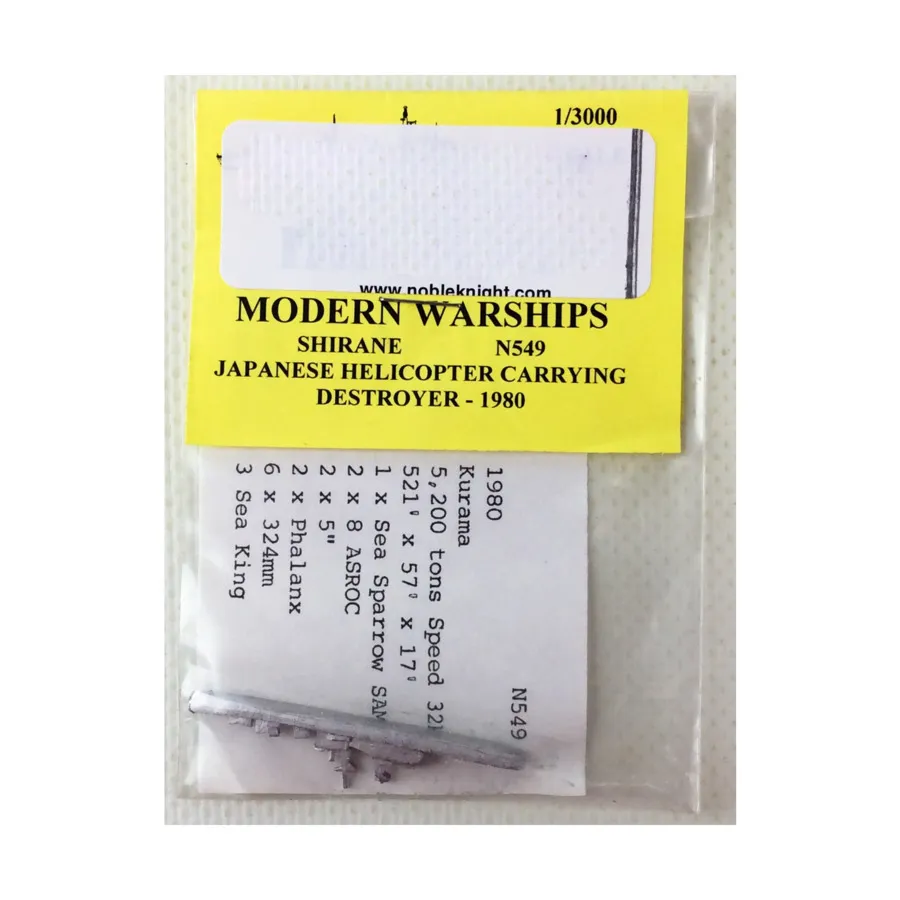 1/3000
www.nobleknight.com
MODERN WARSHIPS
SHIRANE N549
JAPANESE HELICOPTER CARRYING
DESTROYER - 1980
N549
1980
Kurama
5,200 tons Speed
521' x 57' x 17'
1 x Sea Sparrow SAM
2 x 8 ASROC
2 x 5"
2 x Phalanx
6 x 324mm
3 Sea King